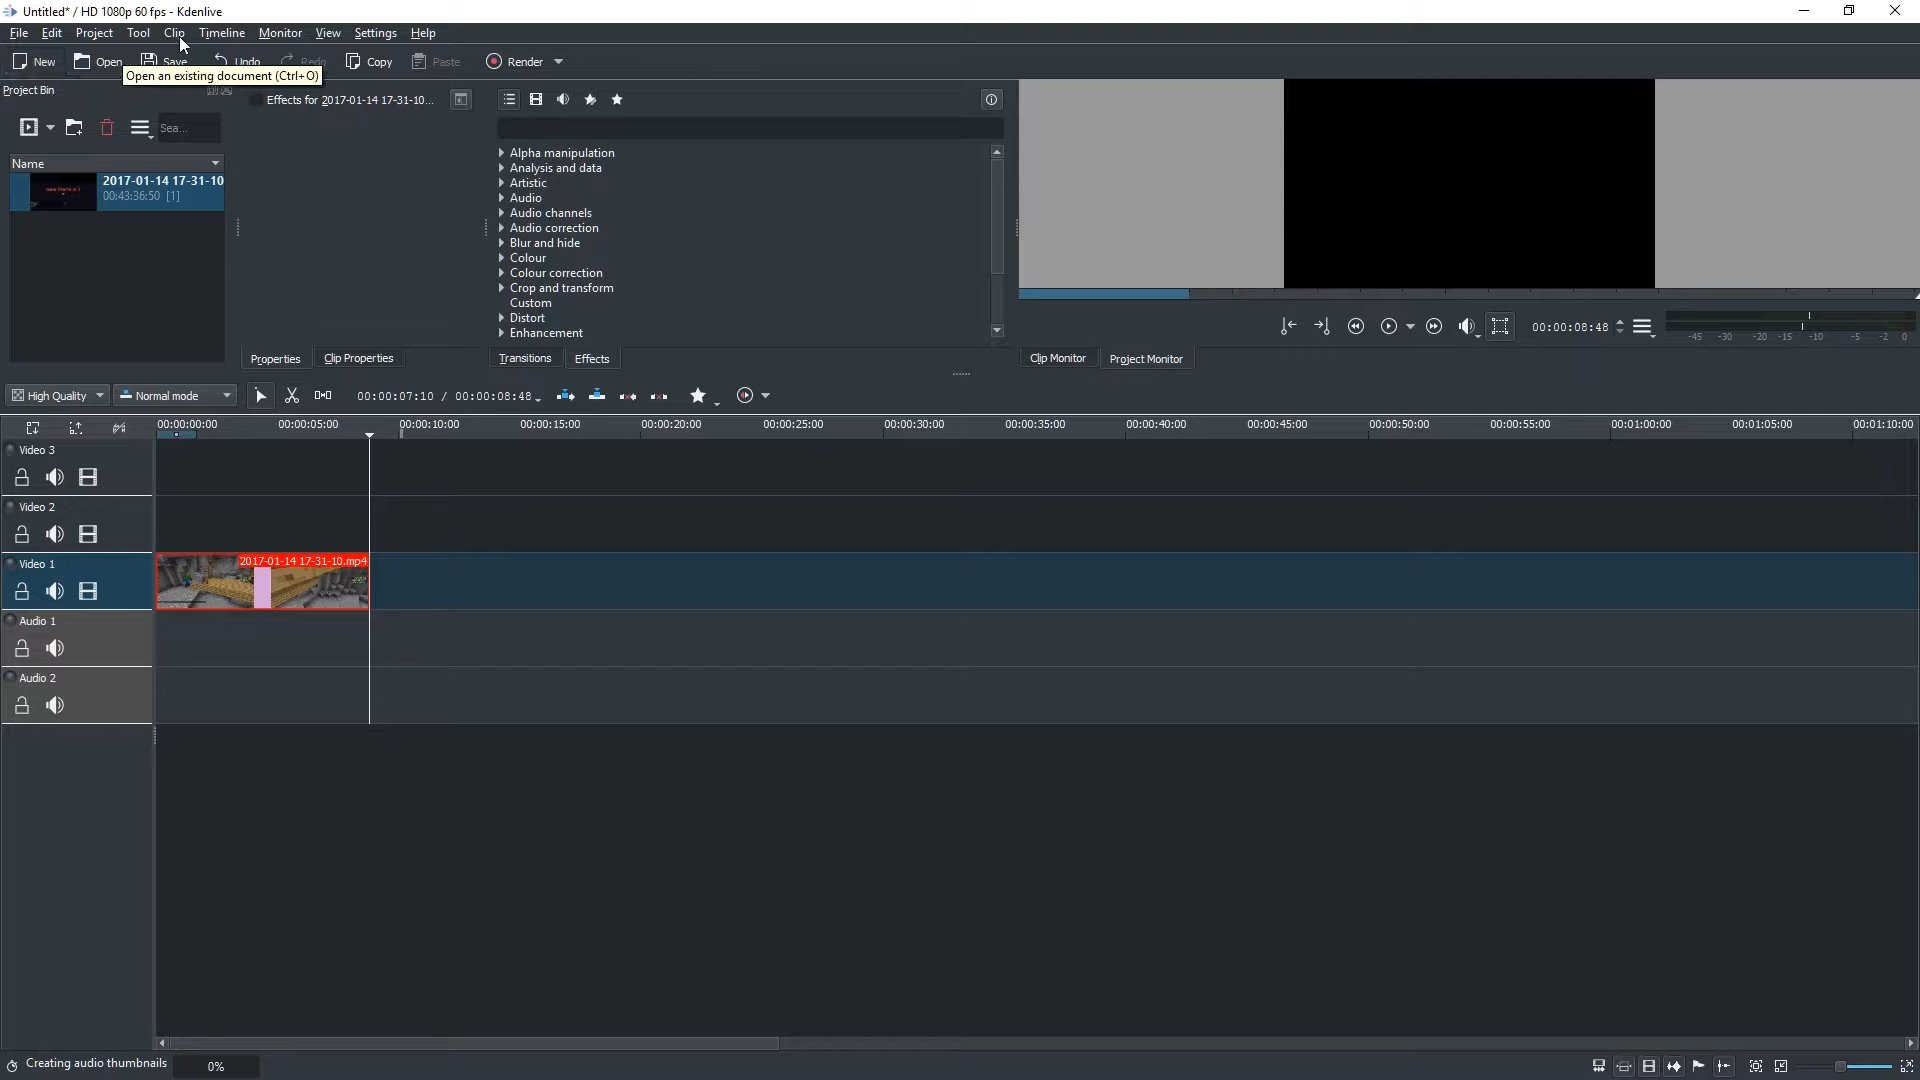 Untitled* / HD 1080p 60 fps - Kdenlive
File Edit Project Tool Clip Timeline Monitor View Settings Help
New Open Save Undo Redo Copy Paste Render
Open an existing document (Ctrl+O)
Project Bin
Effects for 2017-01-14 17-31-10...
Sea...
Name
2017-01-14 17-31-10
00:43:36:50 [1]
Alpha manipulation
Analysis and data
Artistic
Audio
Audio channels
Audio correction
Blur and hide
Colour
Colour correction
Crop and transform
Custom
Distort
Enhancement
00:00:08:48
-45 -30 -20 -15 -10 -5 -2 0
Properties Clip Properties
Transitions Effects
Clip Monitor Project Monitor
High Quality Normal mode
00:00:07:10 / 00:00:08:48
00:00:00:00 00:00:05:00 00:00:10:00 00:00:15:00 00:00:20:00 00:00:25:00 00:00:30:00 00:00:35:00 00:00:40:00 00:00:45:00 00:00:50:00 00:00:55:00 00:01:00:00 00:01:05:00 00:01:10:00
Video 3
Video 2
Video 1
2017-01-14 17-31-10.mp4
Audio 1
Audio 2
Creating audio thumbnails 0%